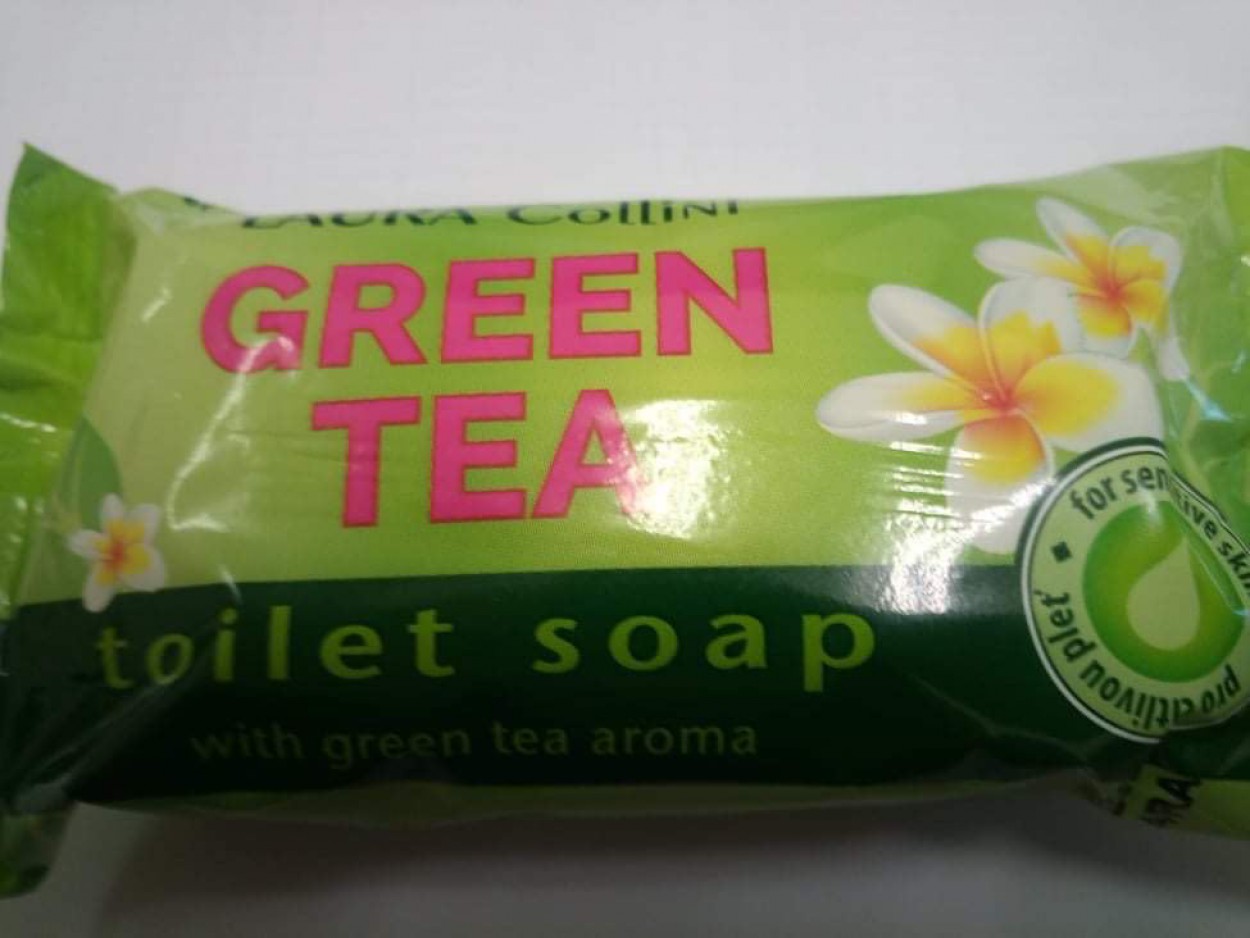 LAURA Collini
GREEN
TEA
toilet soap
with green tea aroma
for sensitive skin
pro citlivou pleť